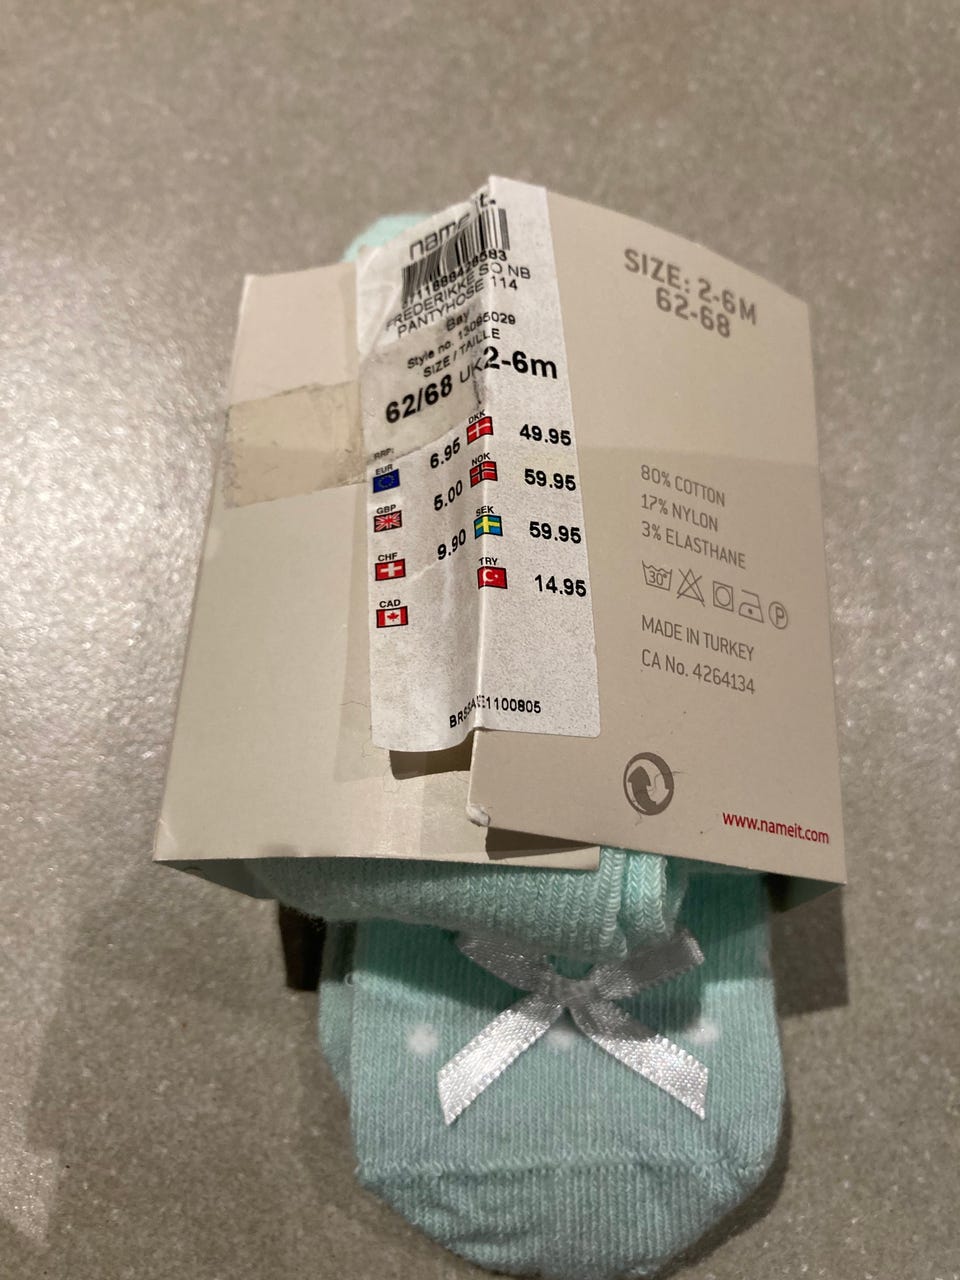 nameit.
FREDERIKKE SO NB
PANTYHOSE 114
Bay
Style no. 13095029
SIZE / TAILLE
62/68 UK 2-6m
RRP:
EUR 6.95 DKK 49.95
GBP 5.00 NOK 59.95
CHF 9.90 SEK 59.95
CAD TRY 14.95
SIZE: 2-6M
62-68
80% COTTON
17% NYLON
3% ELASTHANE
30° P
MADE IN TURKEY
CA No. 4264134
www.nameit.com